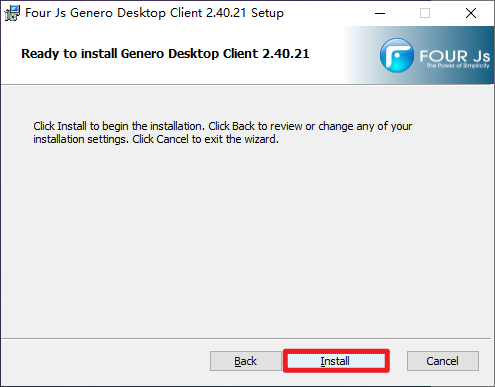 Four Js Genero Desktop Client 2.40.21 Setup
Ready to install Genero Desktop Client 2.40.21
FOUR Js
The Power of Simplicity
Click Install to begin the installation. Click Back to review or change any of your
installation settings. Click Cancel to exit the wizard.
Back
Install
Cancel